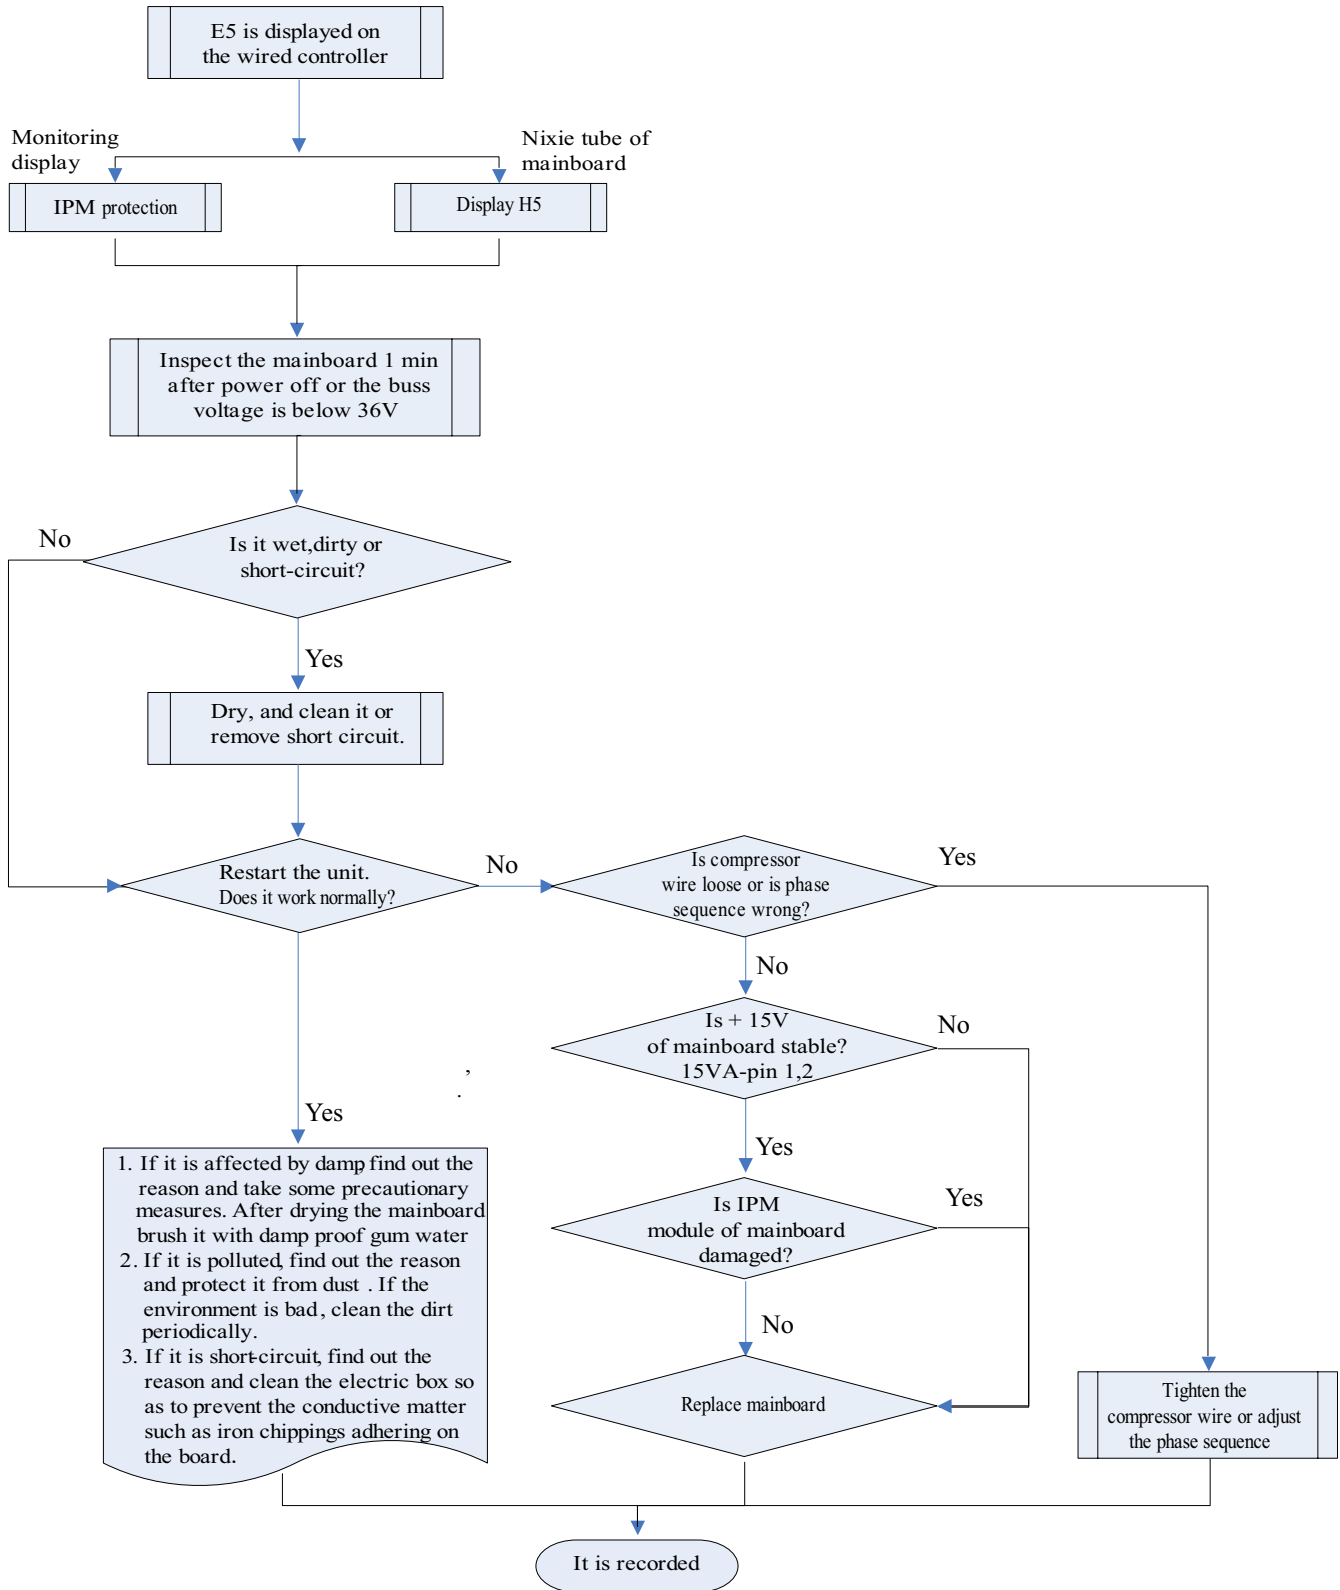 E5 is displayed on
the wired controller
Monitoring
display
Nixie tube of
mainboard
IPM protection
Display H5
Inspect the mainboard 1 min
after power off or the buss
voltage is below 36V
No
Is it wet,dirty or
short-circuit?
Yes
Dry, and clean it or
remove short circuit.
Restart the unit.
Does it work normally?
No
Is compressor
wire loose or is phase
sequence wrong?
Yes
No
Is + 15V
of mainboard stable?
15VA-pin 1,2
No
,
.
Yes
Yes
1. If it is affected by damp, find out the
reason and take some precautionary
measures. After drying the mainboard
brush it with damp proof gum water
2. If it is polluted, find out the reason
and protect it from dust . If the
environment is bad, clean the dirt
periodically.
3. If it is short-circuit, find out the
reason and clean the electric box so
as to prevent the conductive matter
such as iron chippings adhering on
the board.
Is IPM
module of mainboard
damaged?
Yes
No
Replace mainboard
Tighten the
compressor wire or adjust
the phase sequence
It is recorded